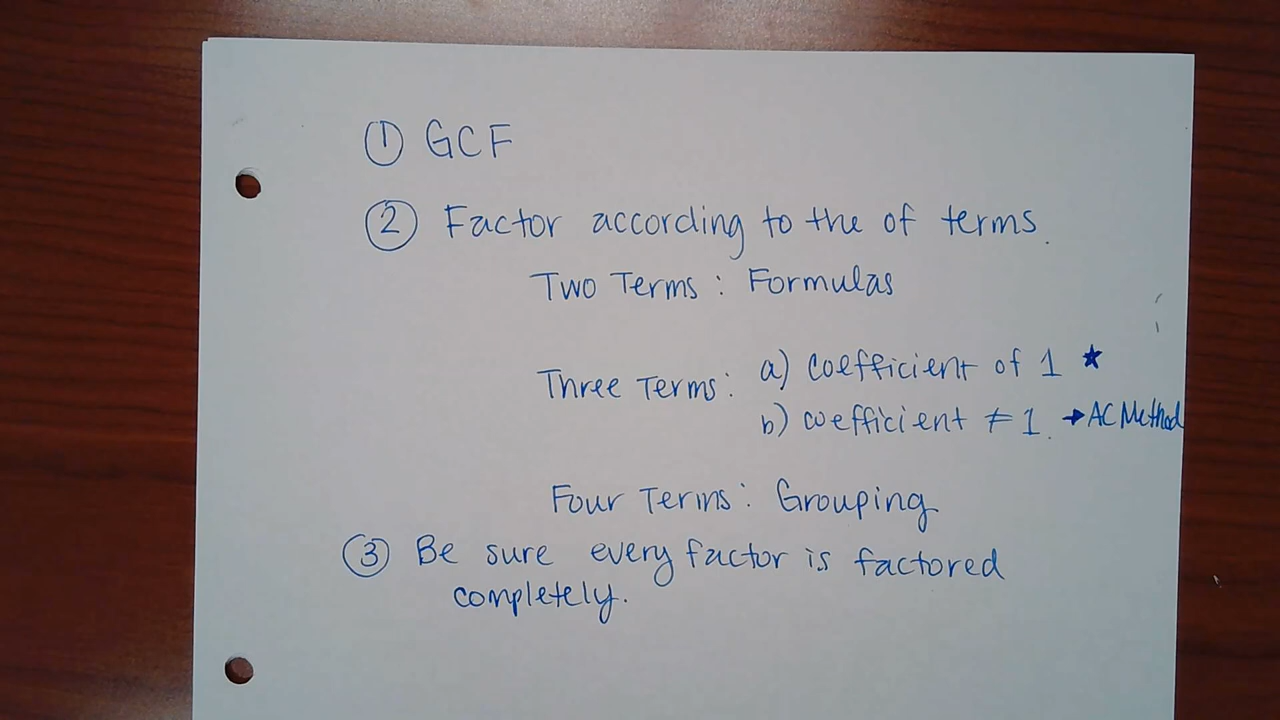 ① GCF
② Factor according to the of terms.
Two Terms: Formulas
Three Terms: a) coefficient of 1 ★
b) coefficient ≠ 1. → AC Method
Four Terms: Grouping
③ Be sure every factor is factored
completely.